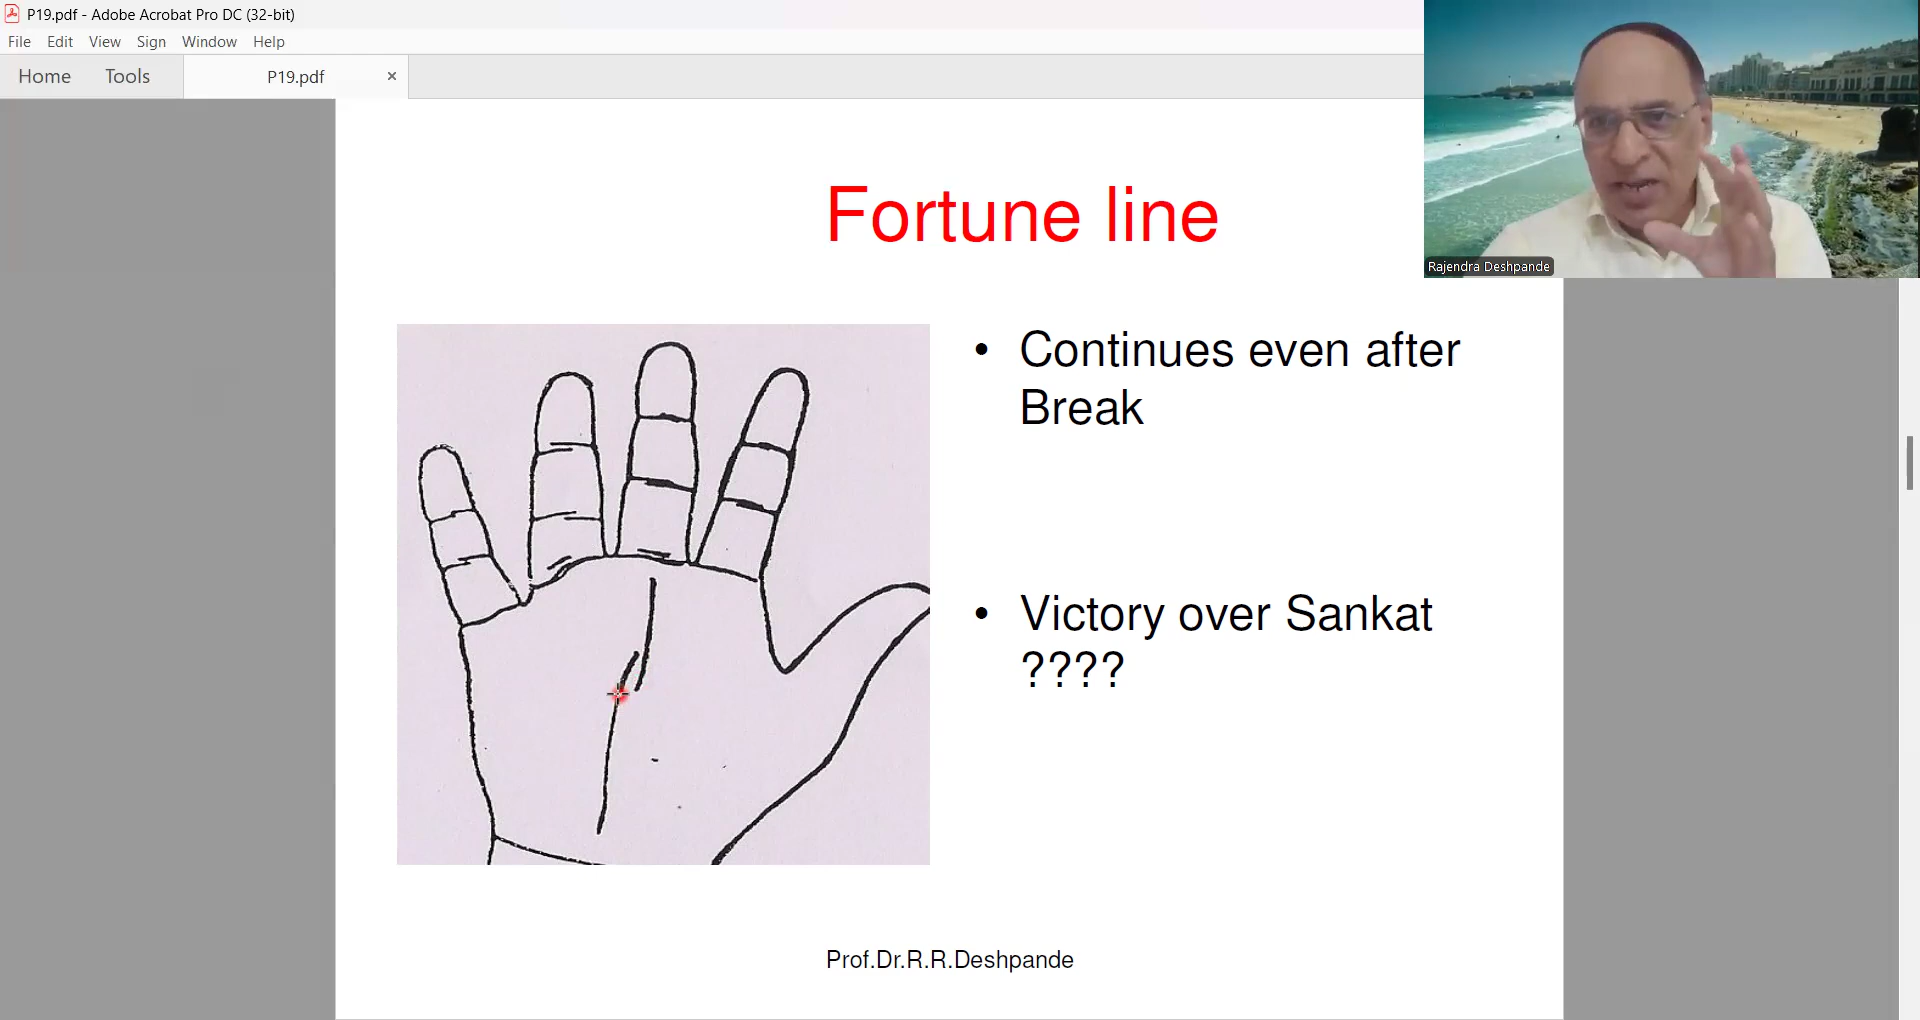 P19.pdf - Adobe Acrobat Pro DC (32-bit)
File Edit View Sign Window Help
Home Tools P19.pdf ×
Rajendra Deshpande
Fortune line
• Continues even after
Break
• Victory over Sankat
????
Prof.Dr.R.R.Deshpande